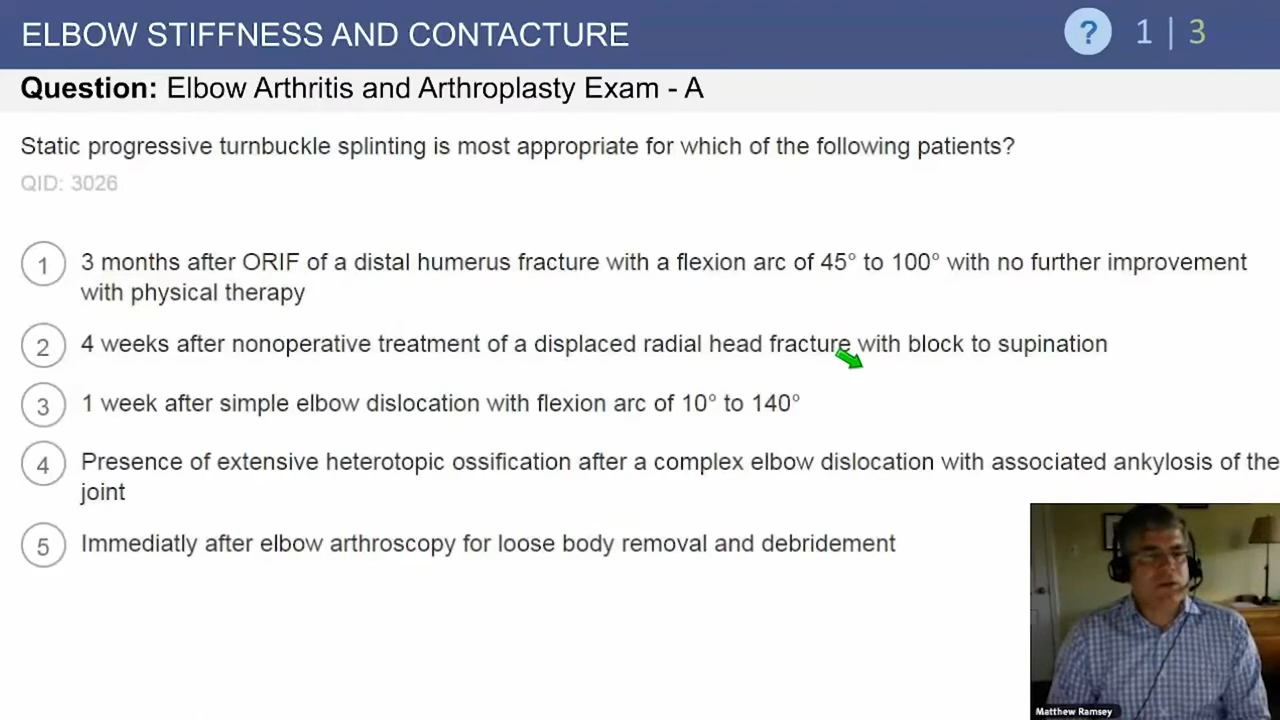 ELBOW STIFFNESS AND CONTACTURE
? 1 | 3
Question: Elbow Arthritis and Arthroplasty Exam - A
Static progressive turnbuckle splinting is most appropriate for which of the following patients?
QID: 3026
1 3 months after ORIF of a distal humerus fracture with a flexion arc of 45° to 100° with no further improvement
with physical therapy
2 4 weeks after nonoperative treatment of a displaced radial head fracture with block to supination
3 1 week after simple elbow dislocation with flexion arc of 10° to 140°
4 Presence of extensive heterotopic ossification after a complex elbow dislocation with associated ankylosis of the
joint
5 Immediatly after elbow arthroscopy for loose body removal and debridement
Matthew Ramsey